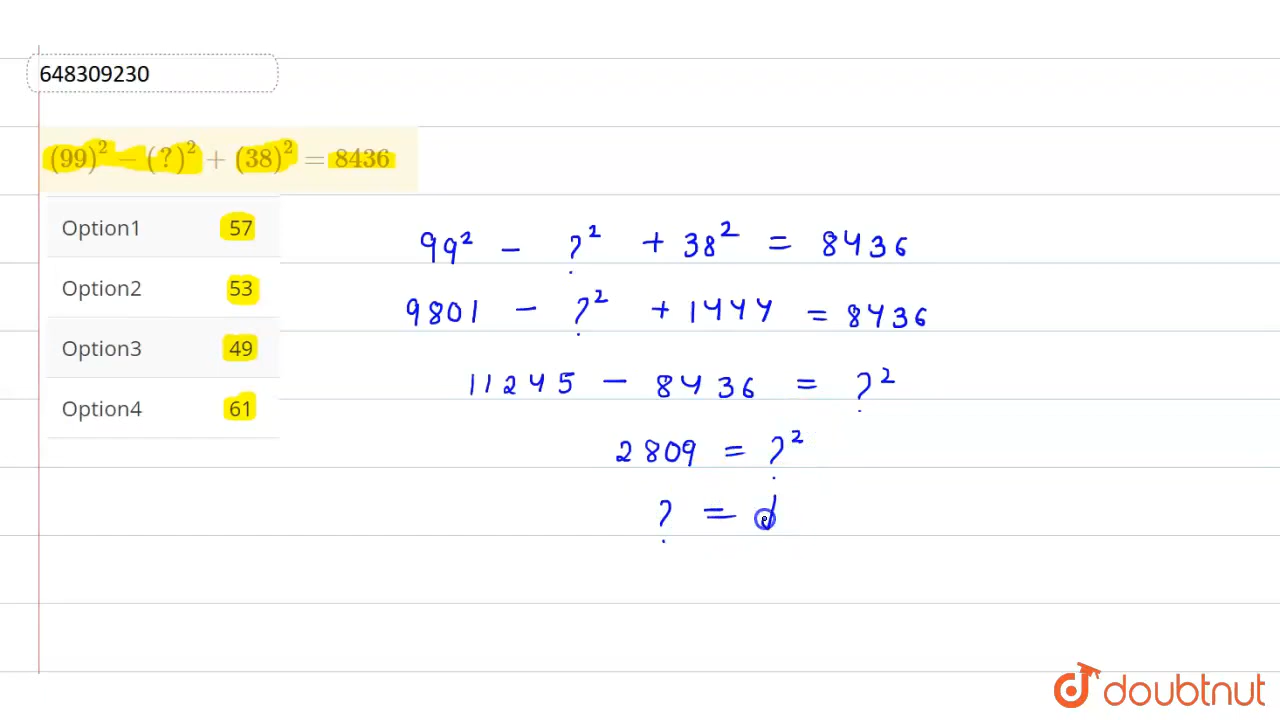 648309230
(99)² − (?)² + (38)² = 8436
Option1 57
Option2 53
Option3 49
Option4 61
99² − ?² + 38² = 8436
9801 − ?² + 1444 = 8436
11245 − 8436 = ?²
2809 = ?²
? =
doubtnut